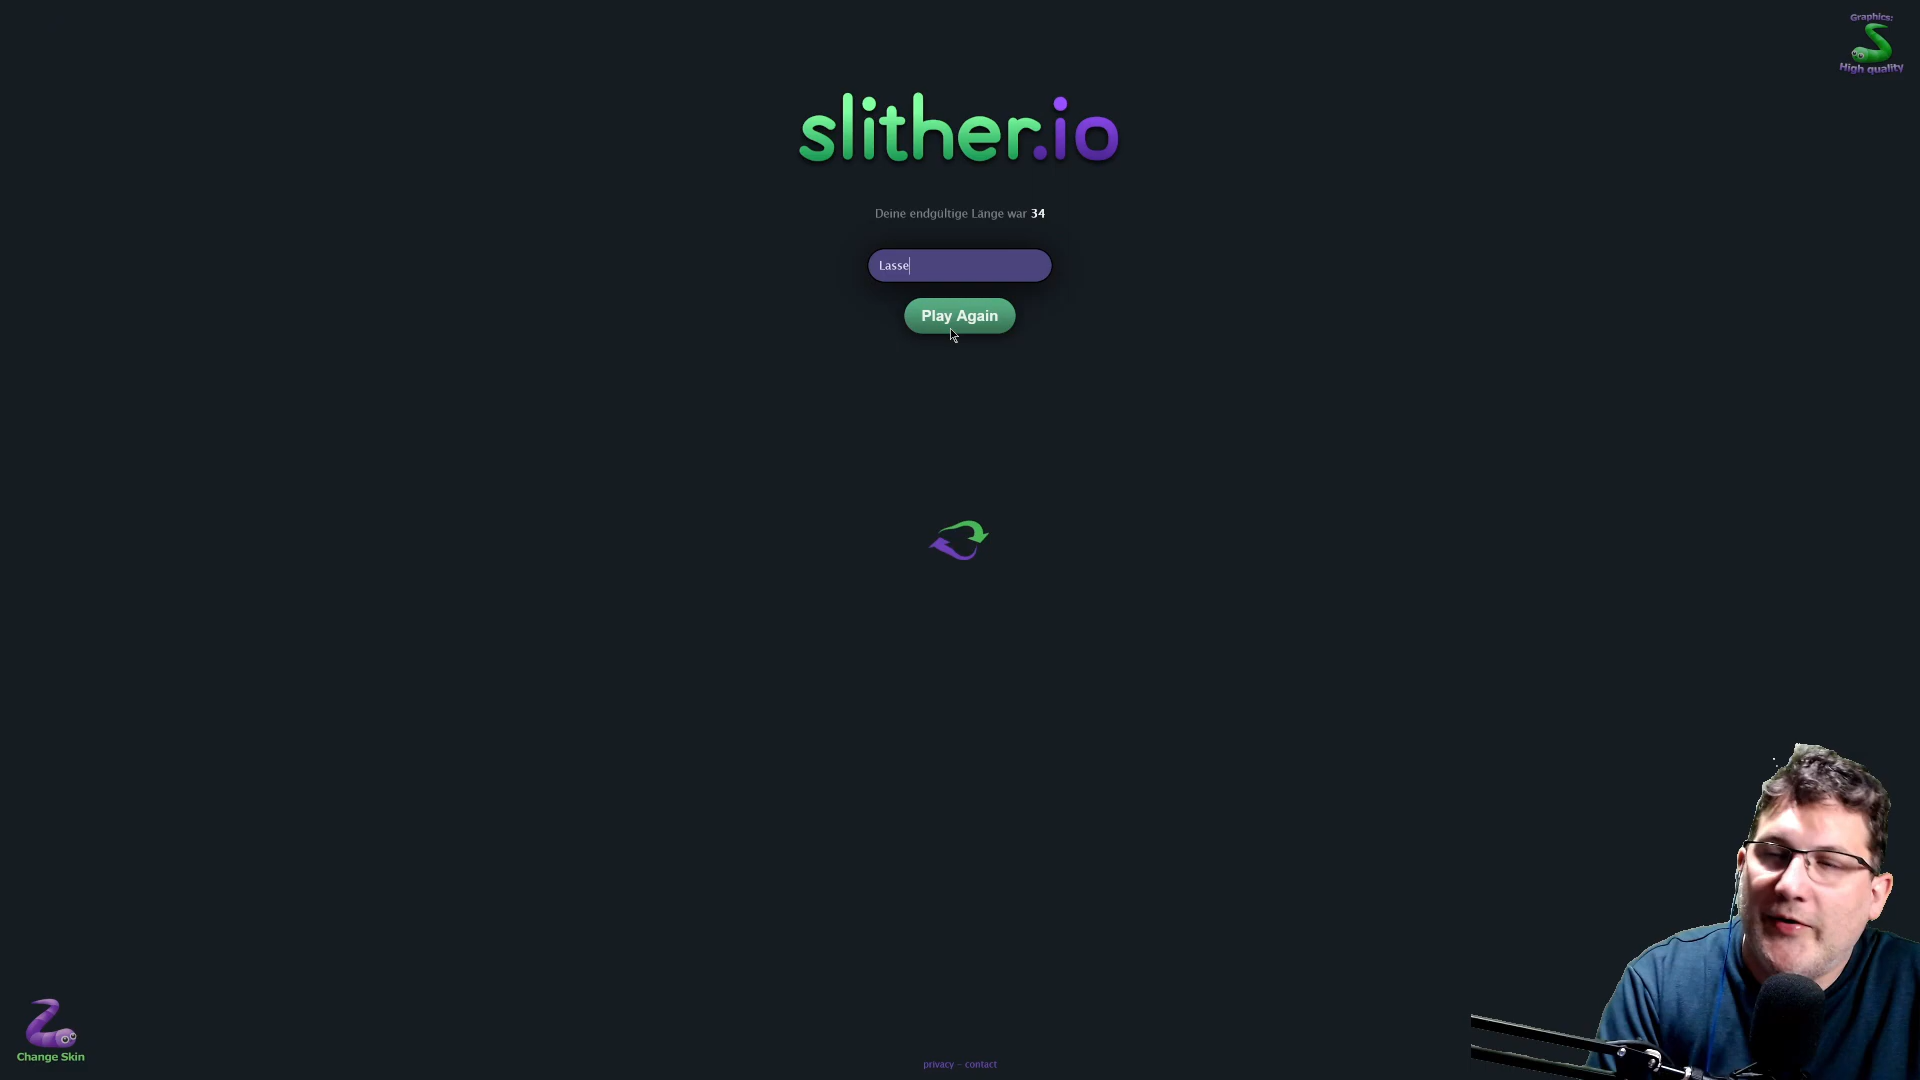 Graphics:
High quality
slither.io
Deine endgültige Länge war 34
Lasse
Play Again
Change Skin
privacy - contact